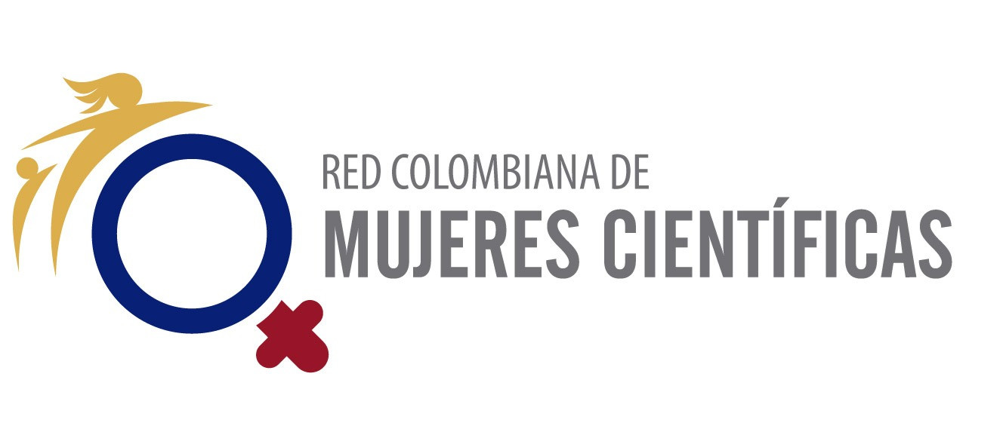 RED COLOMBIANA DE
MUJERES CIENTÍFICAS